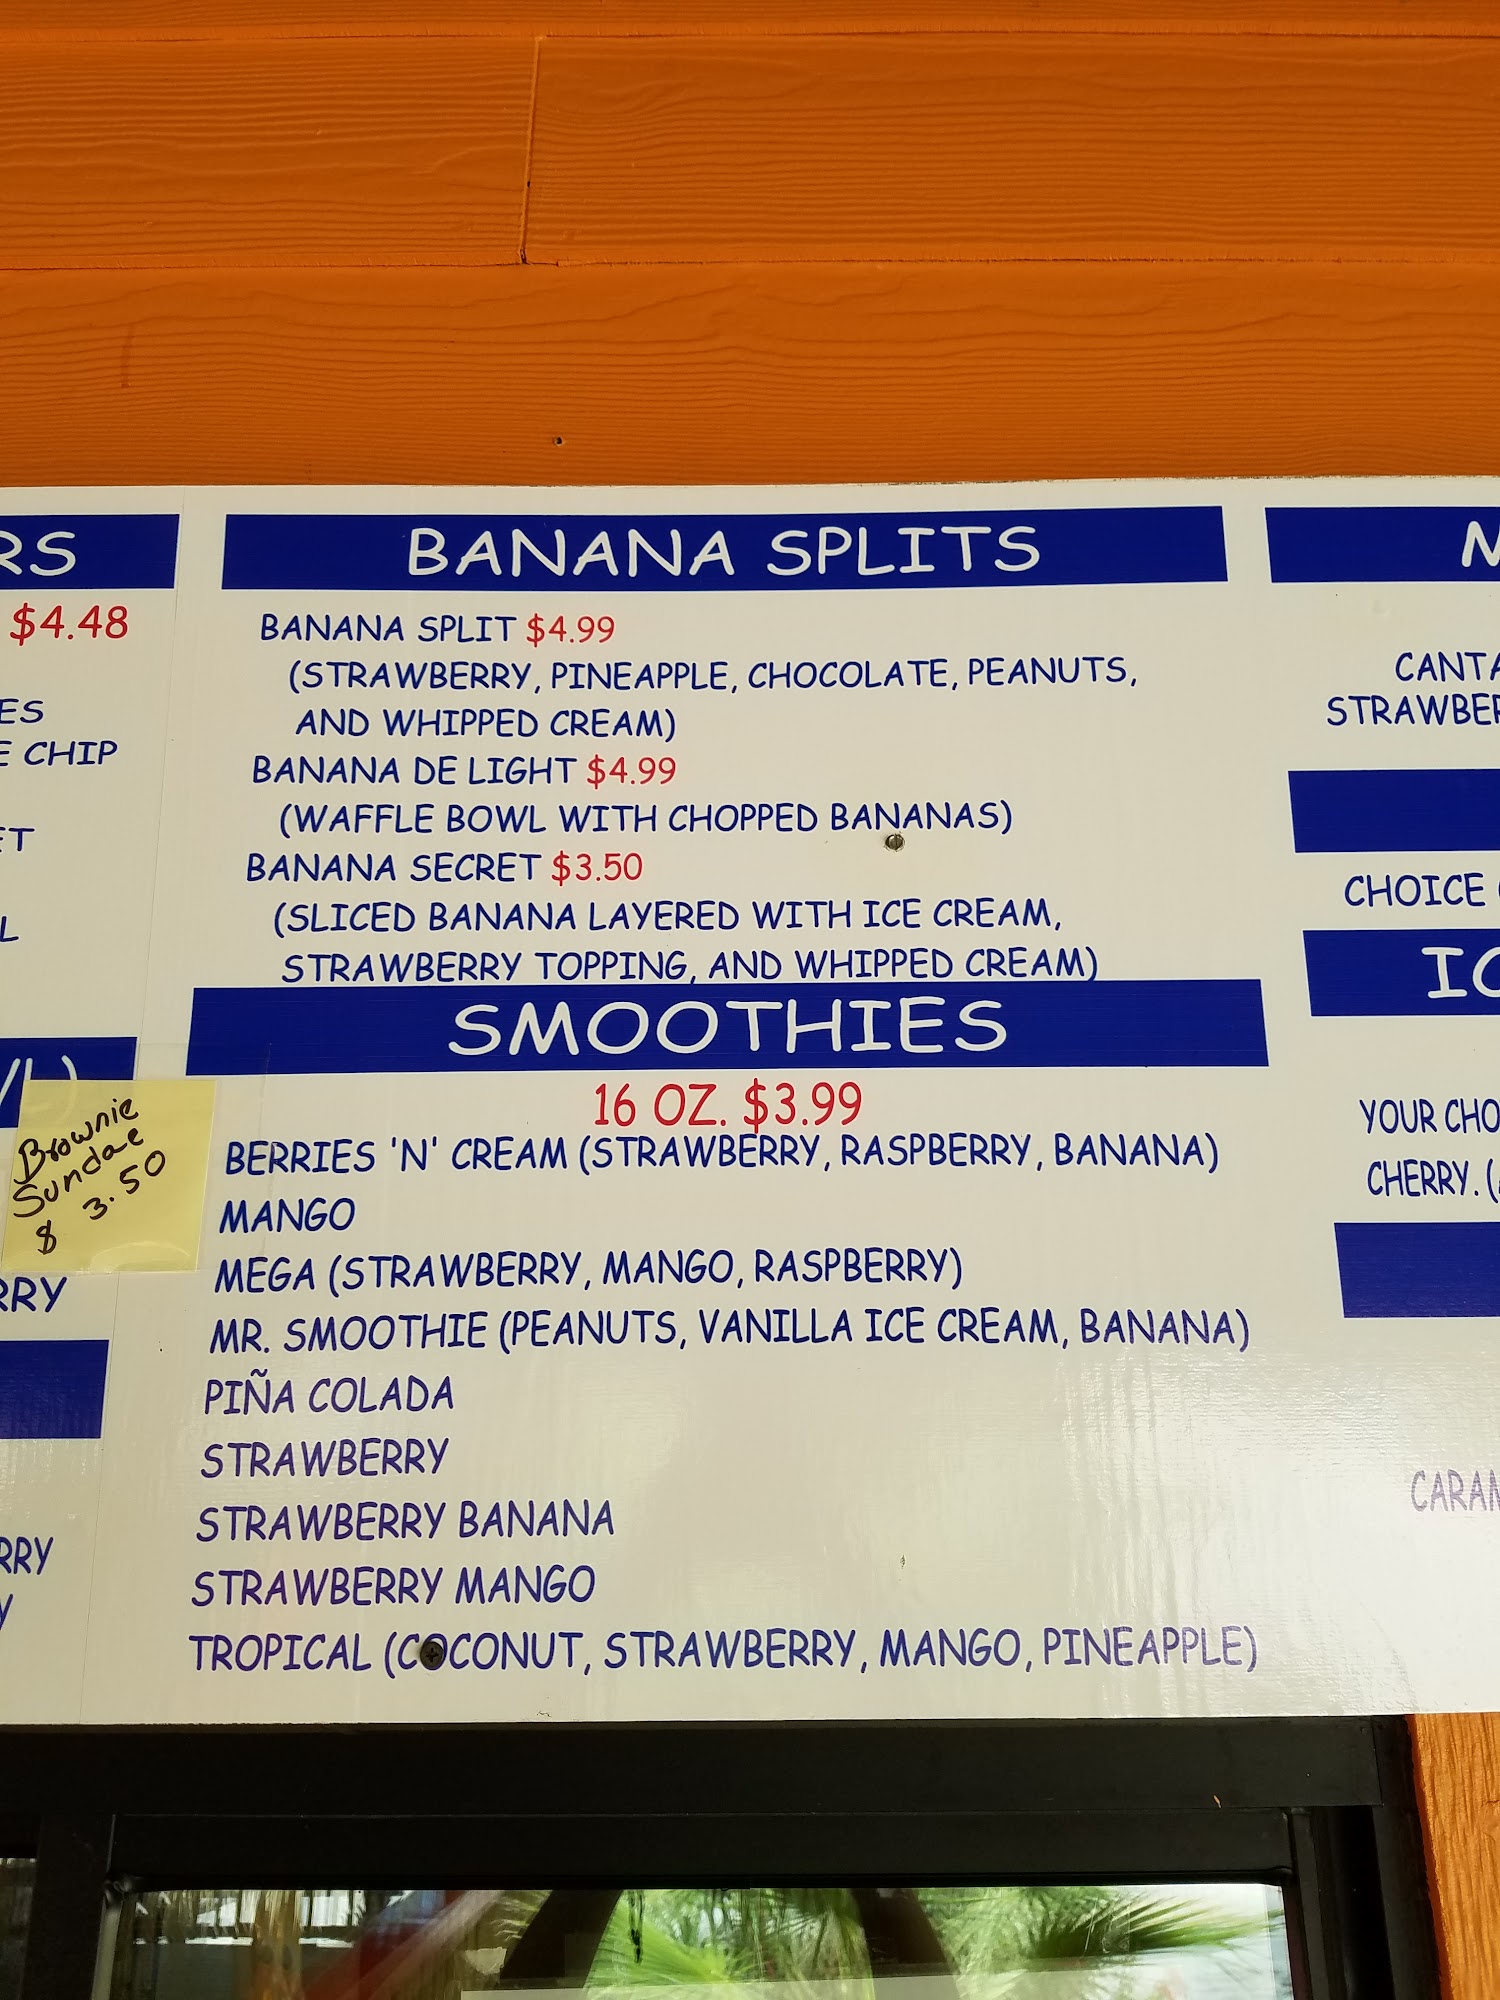 RS
$4.48
ES
E CHIP
ET
L
Brownie
Sundae
$ 3.50
RRY
RRY
Y
BANANA SPLITS
BANANA SPLIT $4.99
(STRAWBERRY, PINEAPPLE, CHOCOLATE, PEANUTS,
AND WHIPPED CREAM)
BANANA DE LIGHT $4.99
(WAFFLE BOWL WITH CHOPPED BANANAS)
BANANA SECRET $3.50
(SLICED BANANA LAYERED WITH ICE CREAM,
STRAWBERRY TOPPING, AND WHIPPED CREAM)
SMOOTHIES
16 OZ. $3.99
BERRIES 'N' CREAM (STRAWBERRY, RASPBERRY, BANANA)
MANGO
MEGA (STRAWBERRY, MANGO, RASPBERRY)
MR. SMOOTHIE (PEANUTS, VANILLA ICE CREAM, BANANA)
PIÑA COLADA
STRAWBERRY
STRAWBERRY BANANA
STRAWBERRY MANGO
TROPICAL (COCONUT, STRAWBERRY, MANGO, PINEAPPLE)
CANTA
STRAWBER
CHOICE
IC
YOUR CHO
CHERRY. (
CARAM